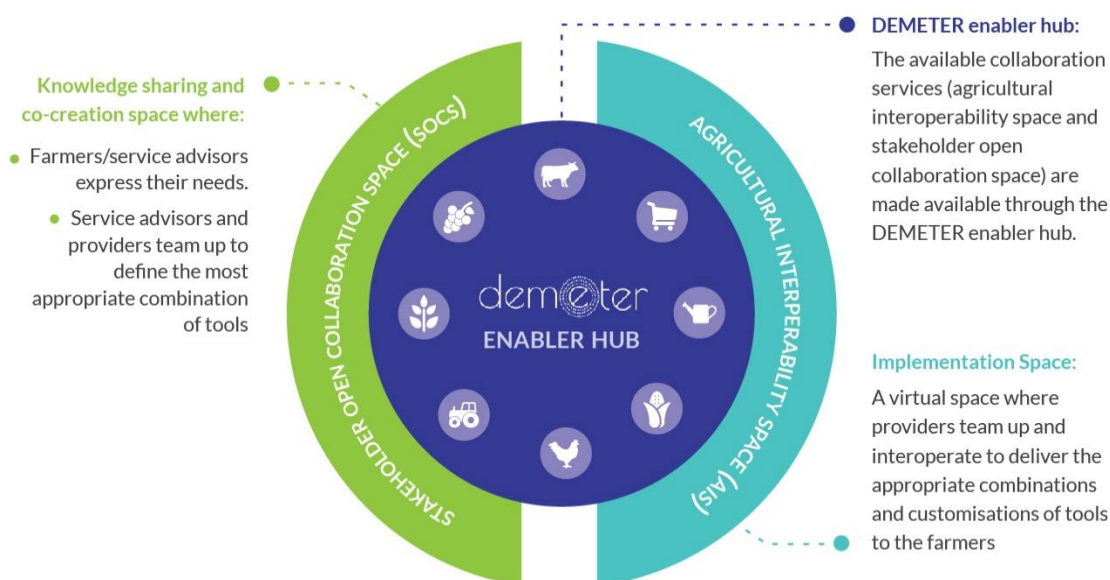 Knowledge sharing and
co-creation space where:
Farmers/service advisors
express their needs.
Service advisors and
providers team up to
define the most
appropriate combination
of tools
STAKEHOLDER OPEN COLLABORATION SPACE (SOCS)
demeter
ENABLER HUB
AGRICULTURAL INTERPERABILITY SPACE (AIS)
DEMETER enabler hub:
The available collaboration
services (agricultural
interoperability space and
stakeholder open
collaboration space) are
made available through the
DEMETER enabler hub.
Implementation Space:
A virtual space where
providers team up and
interoperate to deliver the
appropriate combinations
and customisations of tools
to the farmers